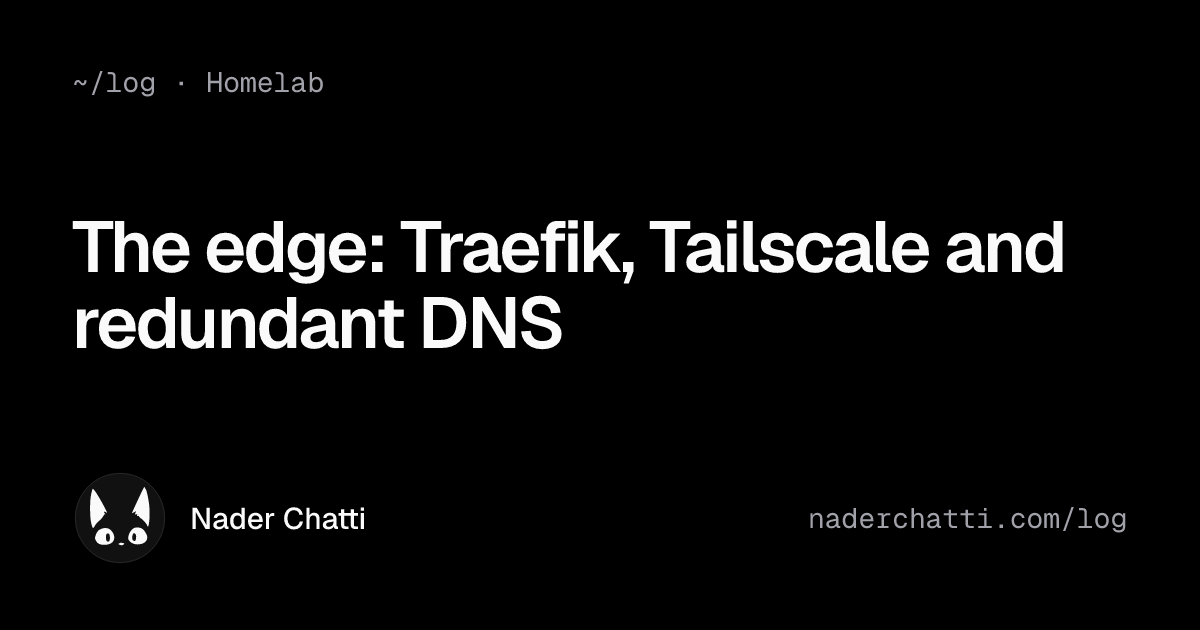 ~/log · Homelab
The edge: Traefik, Tailscale and
redundant DNS
Nader Chatti
naderchatti.com/log